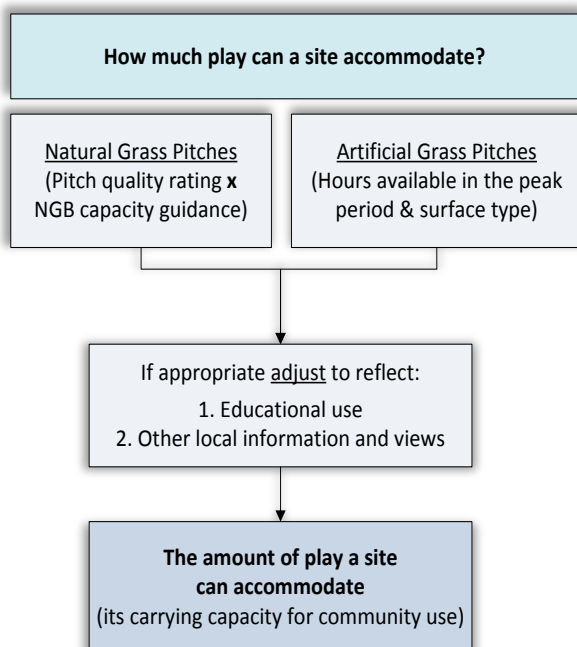 How much play can a site accommodate?
Natural Grass Pitches
(Pitch quality rating x
NGB capacity guidance)
Artificial Grass Pitches
(Hours available in the peak
period & surface type)
If appropriate adjust to reflect:
1. Educational use
2. Other local information and views
The amount of play a site
can accommodate
(its carrying capacity for community use)